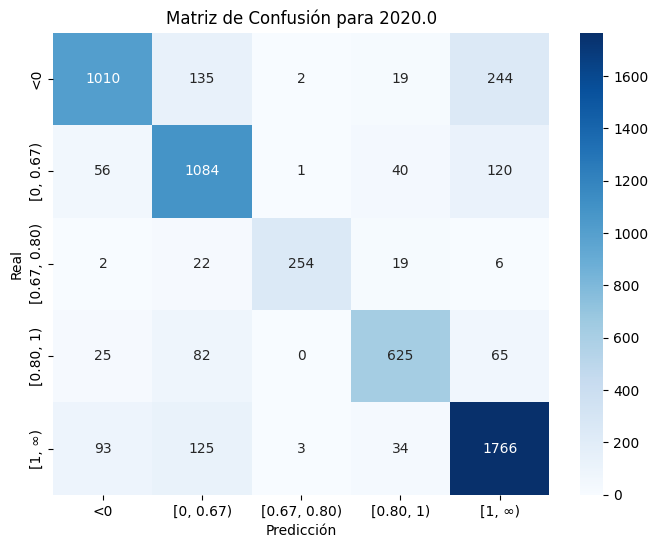 Matriz de Confusión para 2020.0
Real
<0 1010 135 2 19 244
[0, 0.67) 56 1084 1 40 120
[0.67, 0.80) 2 22 254 19 6
[0.80, 1) 25 82 0 625 65
[1, ∞) 93 125 3 34 1766
<0 [0, 0.67) [0.67, 0.80) [0.80, 1) [1, ∞)
Predicción
1600
1400
1200
1000
800
600
400
200
0